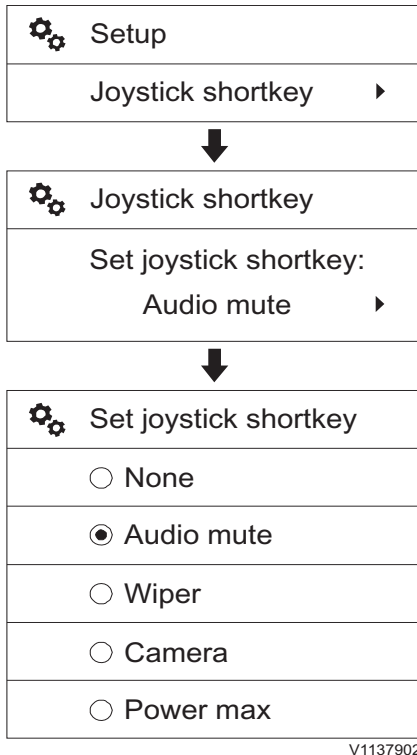 Setup
Joystick shortkey
Joystick shortkey
Set joystick shortkey:
Audio mute
Set joystick shortkey
None
Audio mute
Wiper
Camera
Power max
V1137902